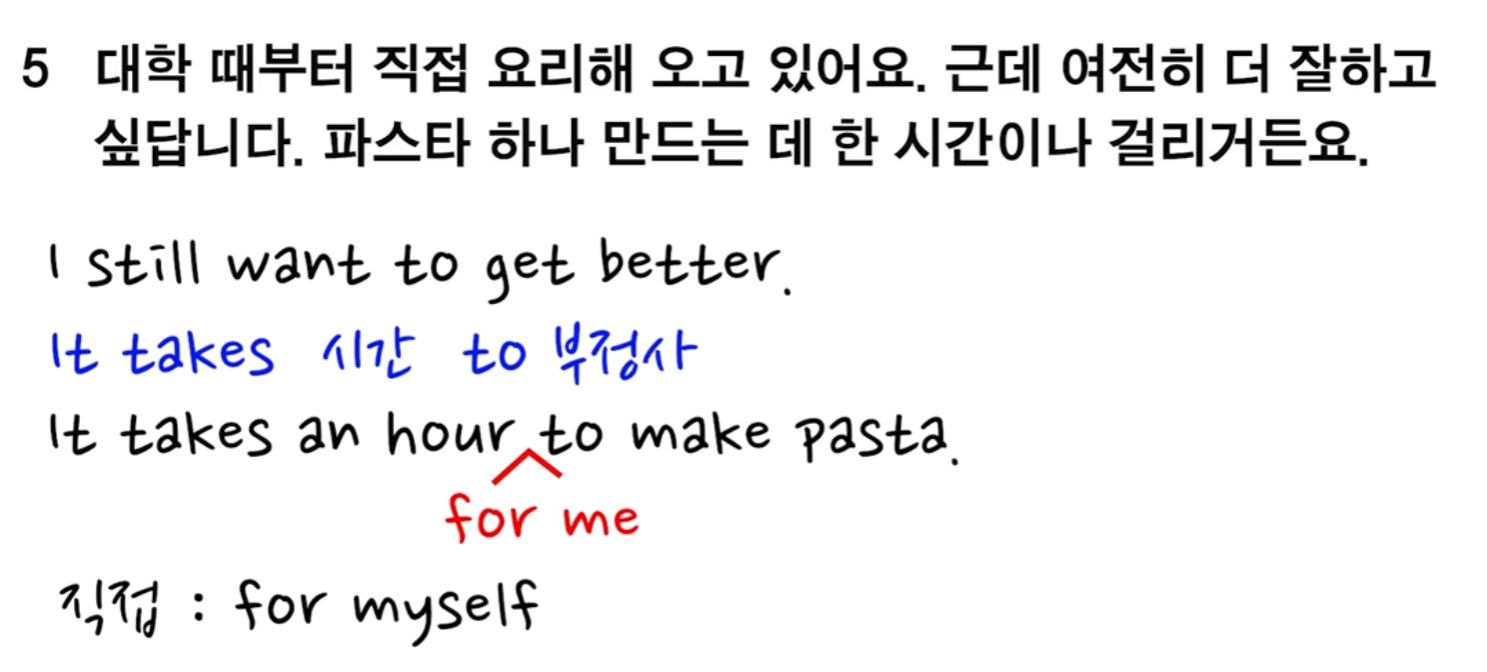 5 대학 때부터 직접 요리해 오고 있어요. 근데 여전히 더 잘하고
싶답니다. 파스타 하나 만드는 데 한 시간이나 걸리거든요.
I still want to get better.
It takes 시간 to 부정사
It takes an hour to make pasta.
for me
직접 : for myself